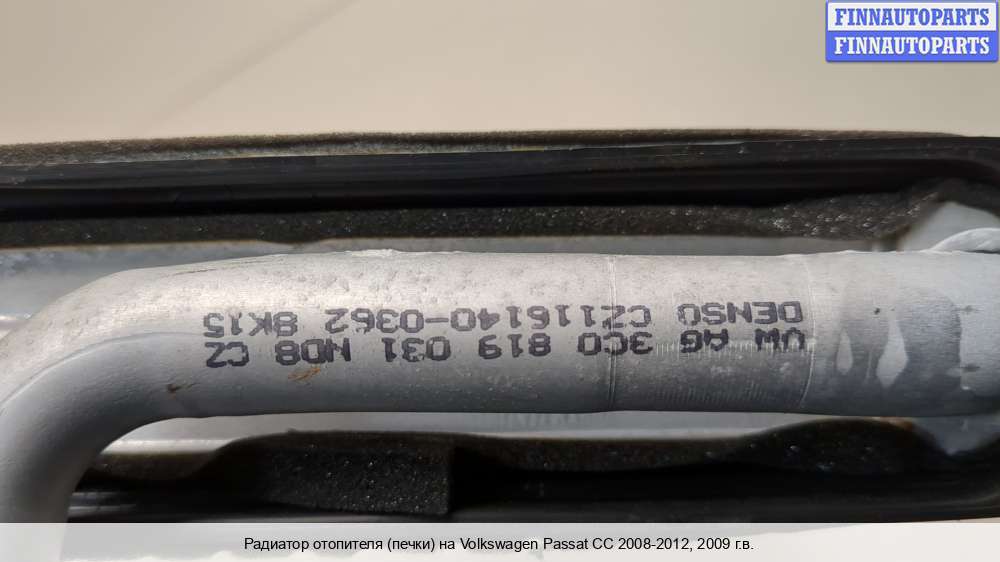 FINNAUTOPARTS
FINNAUTOPARTS
VW AG 3C0 819 031 ND8 CZ
DENSO CZ116140-0362 8K15
Радиатор отопителя (печки) на Volkswagen Passat CC 2008-2012, 2009 г.в.